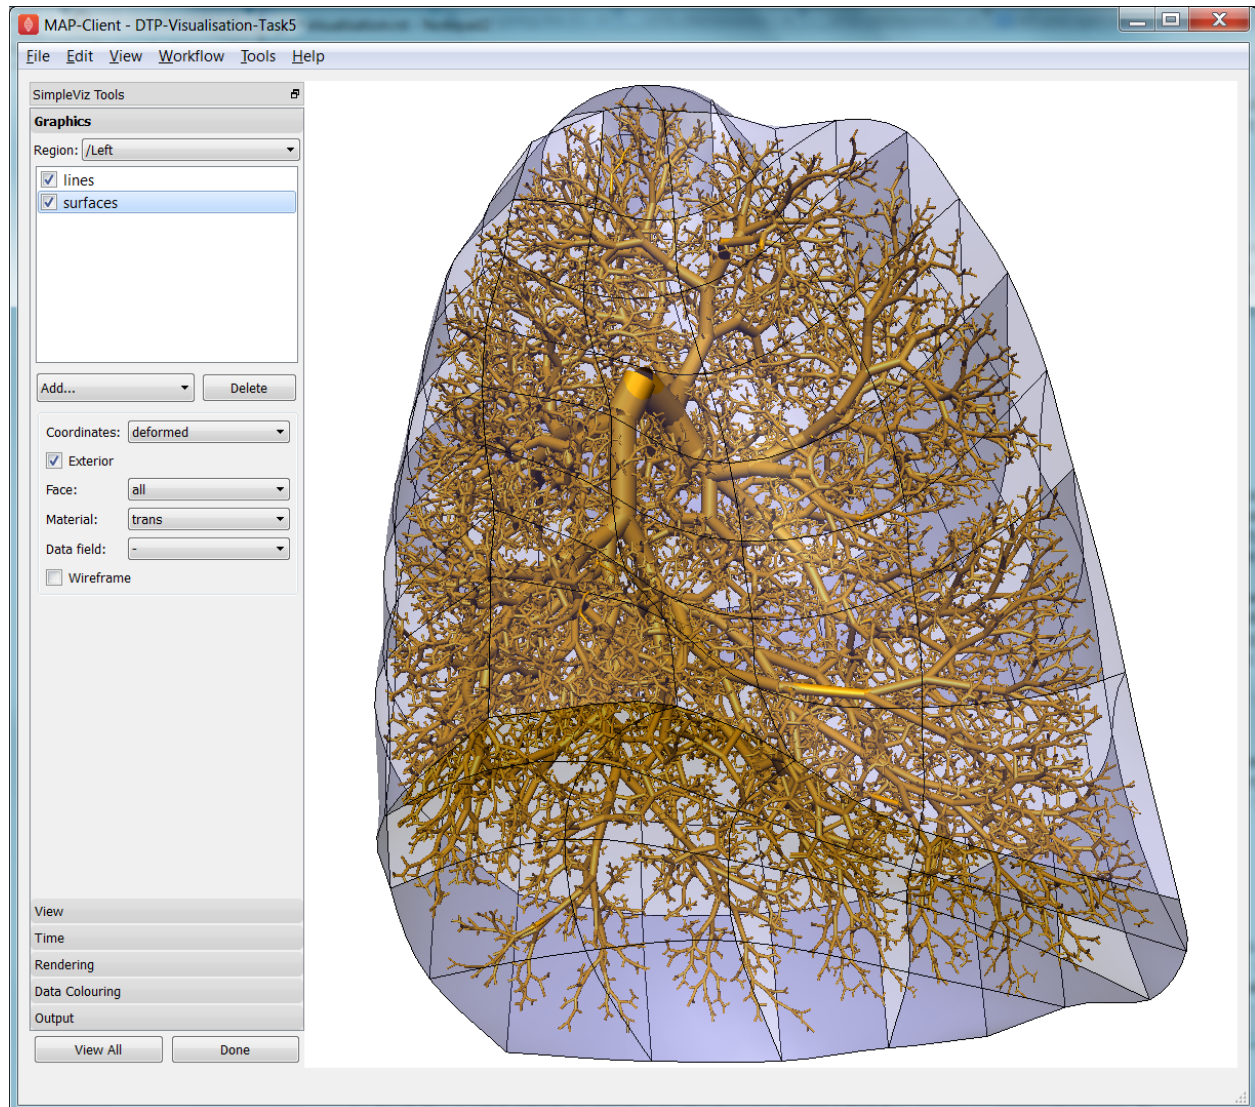 MAP-Client - DTP-Visualisation-Task5
File Edit View Workflow Tools Help
SimpleViz Tools
Graphics
Region: /Left
lines
surfaces
Add... Delete
Coordinates: deformed
Exterior
Face: all
Material: trans
Data field: -
Wireframe
View
Time
Rendering
Data Colouring
Output
View All Done